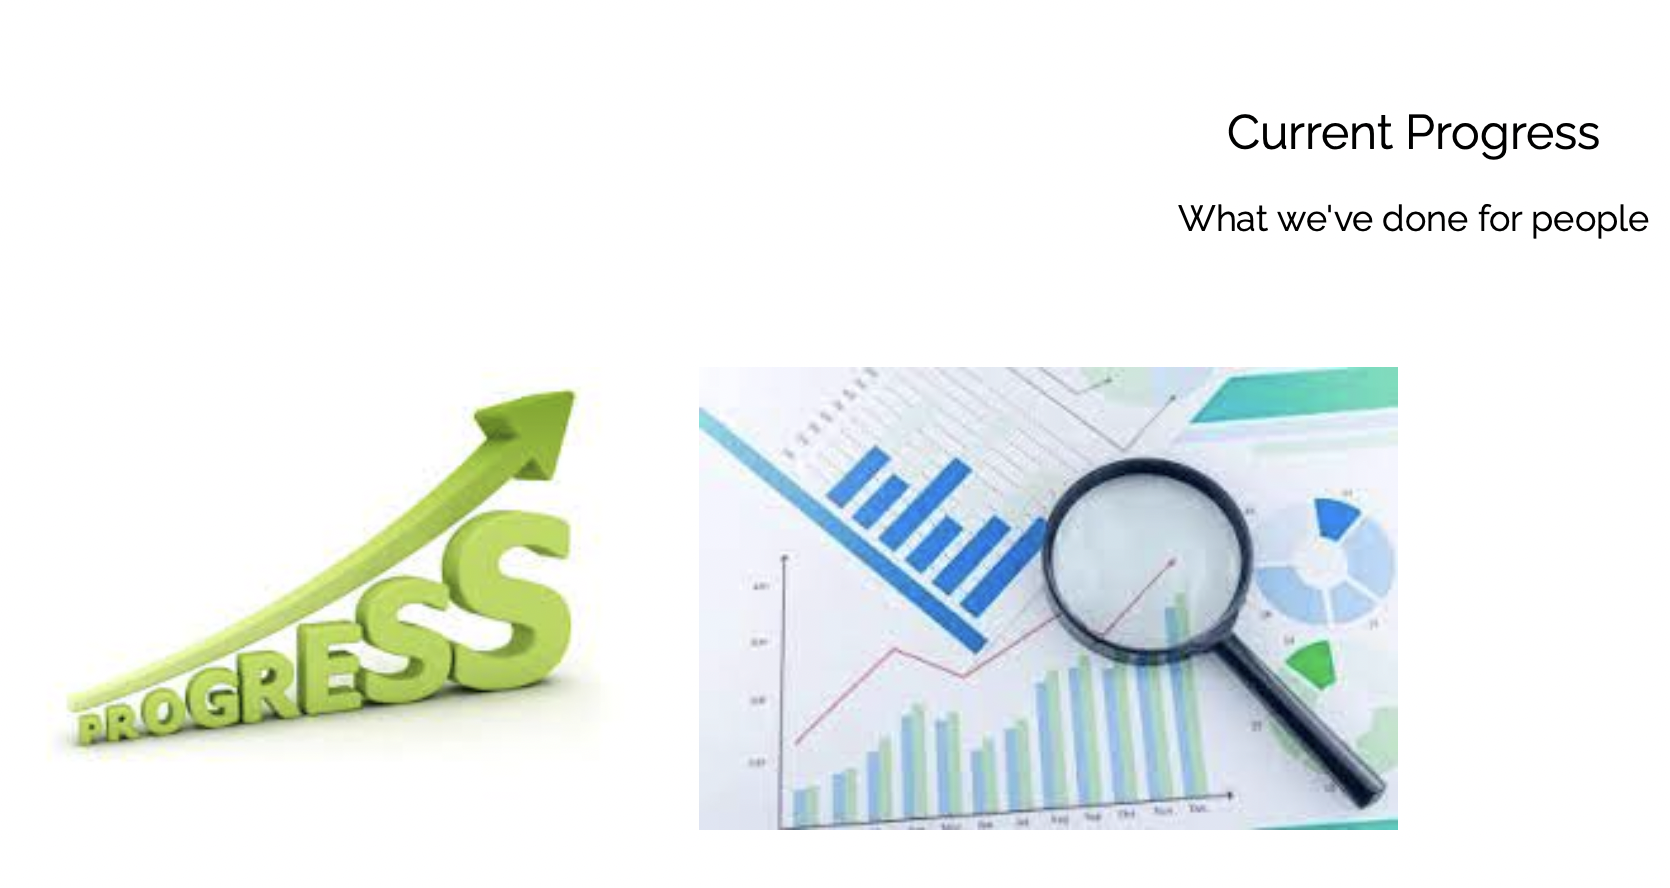 Current Progress
What we've done for people
PROGRESS